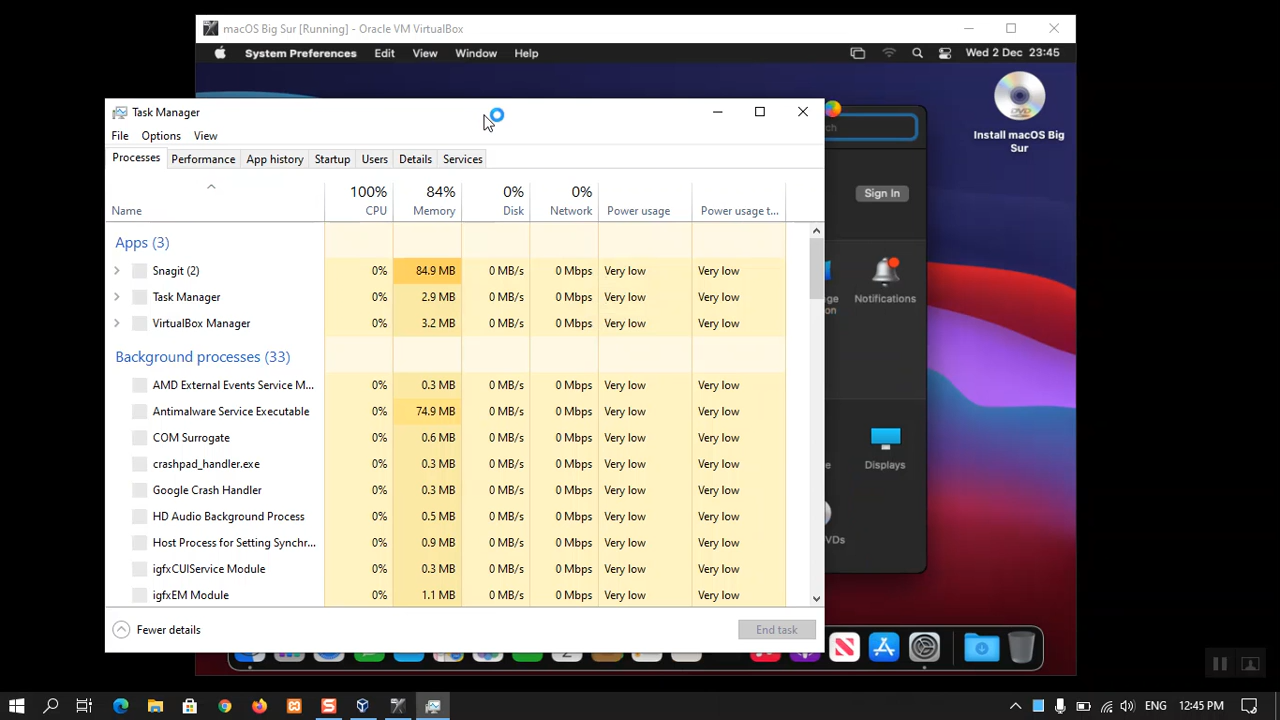 macOS Big Sur [Running] - Oracle VM VirtualBox
System Preferences Edit View Window Help Wed 2 Dec 23:45
Install macOS Big
Sur
Task Manager
File Options View
Processes Performance App history Startup Users Details Services
100% 84% 0% 0%
Name CPU Memory Disk Network Power usage Power usage t...
Apps (3)
Snagit (2) 0% 84.9 MB 0 MB/s 0 Mbps Very low Very low
Task Manager 0% 2.9 MB 0 MB/s 0 Mbps Very low Very low
VirtualBox Manager 0% 3.2 MB 0 MB/s 0 Mbps Very low Very low
Background processes (33)
AMD External Events Service M... 0% 0.3 MB 0 MB/s 0 Mbps Very low Very low
Antimalware Service Executable 0% 74.9 MB 0 MB/s 0 Mbps Very low Very low
COM Surrogate 0% 0.6 MB 0 MB/s 0 Mbps Very low Very low
crashpad_handler.exe 0% 0.3 MB 0 MB/s 0 Mbps Very low Very low
Google Crash Handler 0% 0.3 MB 0 MB/s 0 Mbps Very low Very low
HD Audio Background Process 0% 0.5 MB 0 MB/s 0 Mbps Very low Very low
Host Process for Setting Synchr... 0% 0.9 MB 0 MB/s 0 Mbps Very low Very low
igfxCUIService Module 0% 0.3 MB 0 MB/s 0 Mbps Very low Very low
igfxEM Module 0% 1.1 MB 0 MB/s 0 Mbps Very low Very low
Fewer details End task
ch
Sign In
ge
on
Notifications
e
Displays
VDs
DVD
ENG 12:45 PM